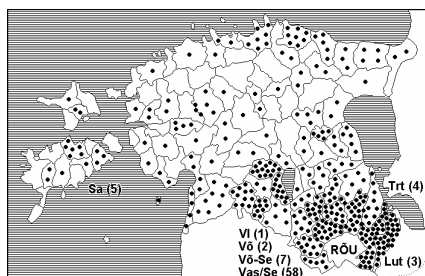 Sa (5)
Trt (4)
Vl (1)
Võ (2)
RÕU
Võ-Se (7)
Lut (3)
Vas/Se (58)